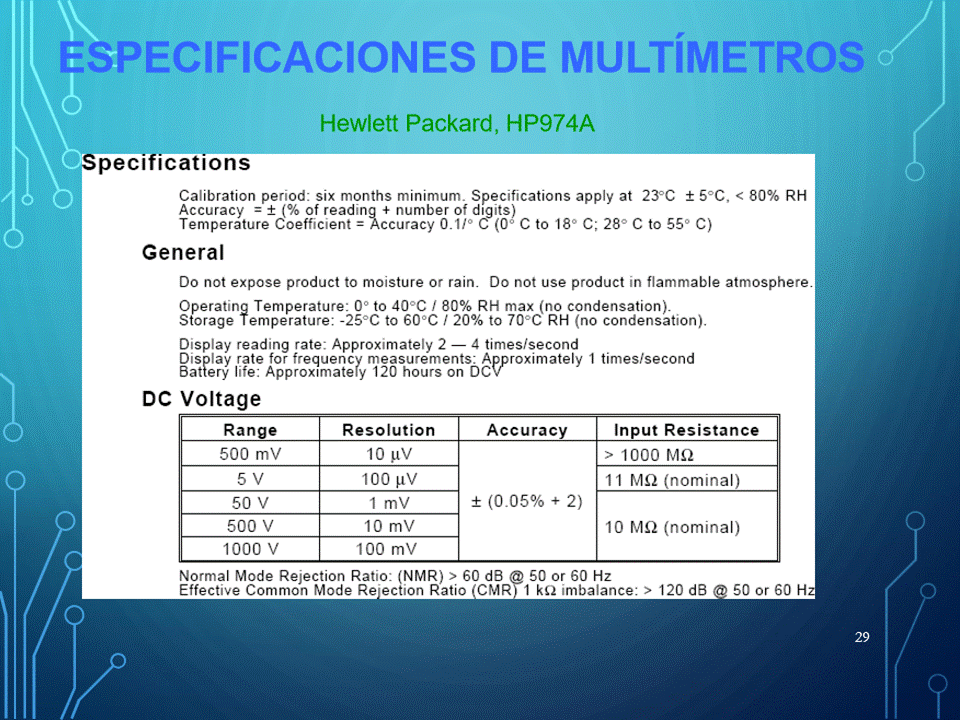 ESPECIFICACIONES DE MULTÍMETROS
Hewlett Packard, HP974A
Specifications
Calibration period: six months minimum. Specifications apply at 23°C ± 5°C, < 80% RH
Accuracy = ± (% of reading + number of digits)
Temperature Coefficient = Accuracy 0.1/° C (0° C to 18° C; 28° C to 55° C)
General
Do not expose product to moisture or rain. Do not use product in flammable atmosphere.
Operating Temperature: 0° to 40°C / 80% RH max (no condensation).
Storage Temperature: -25°C to 60°C / 20% to 70°C RH (no condensation).
Display reading rate: Approximately 2 — 4 times/second
Display rate for frequency measurements: Approximately 1 times/second
Battery life: Approximately 120 hours on DCV
DC Voltage
Range Resolution Accuracy Input Resistance
500 mV 10 µV > 1000 MΩ
5 V 100 µV 11 MΩ (nominal)
50 V 1 mV ± (0.05% + 2)
500 V 10 mV 10 MΩ (nominal)
1000 V 100 mV
Normal Mode Rejection Ratio: (NMR) > 60 dB @ 50 or 60 Hz
Effective Common Mode Rejection Ratio (CMR) 1 kΩ imbalance: > 120 dB @ 50 or 60 Hz
29